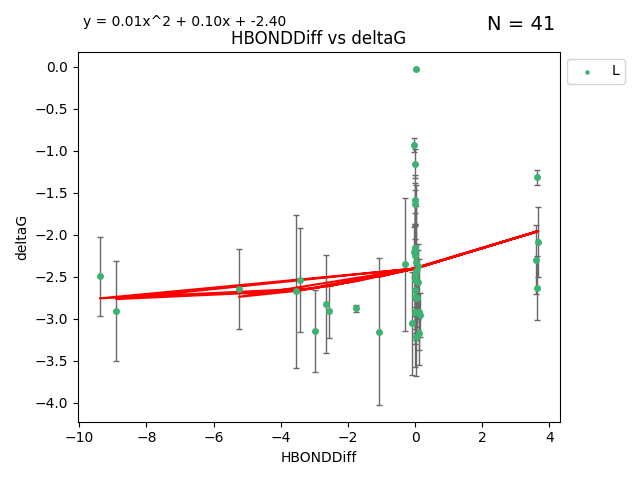 y = 0.01x^2 + 0.10x + -2.40
N = 41
HBONDDiff vs deltaG
L
0.0
−0.5
−1.0
−1.5
−2.0
−2.5
−3.0
−3.5
−4.0
deltaG
−10 −8 −6 −4 −2 0 2 4
HBONDDiff